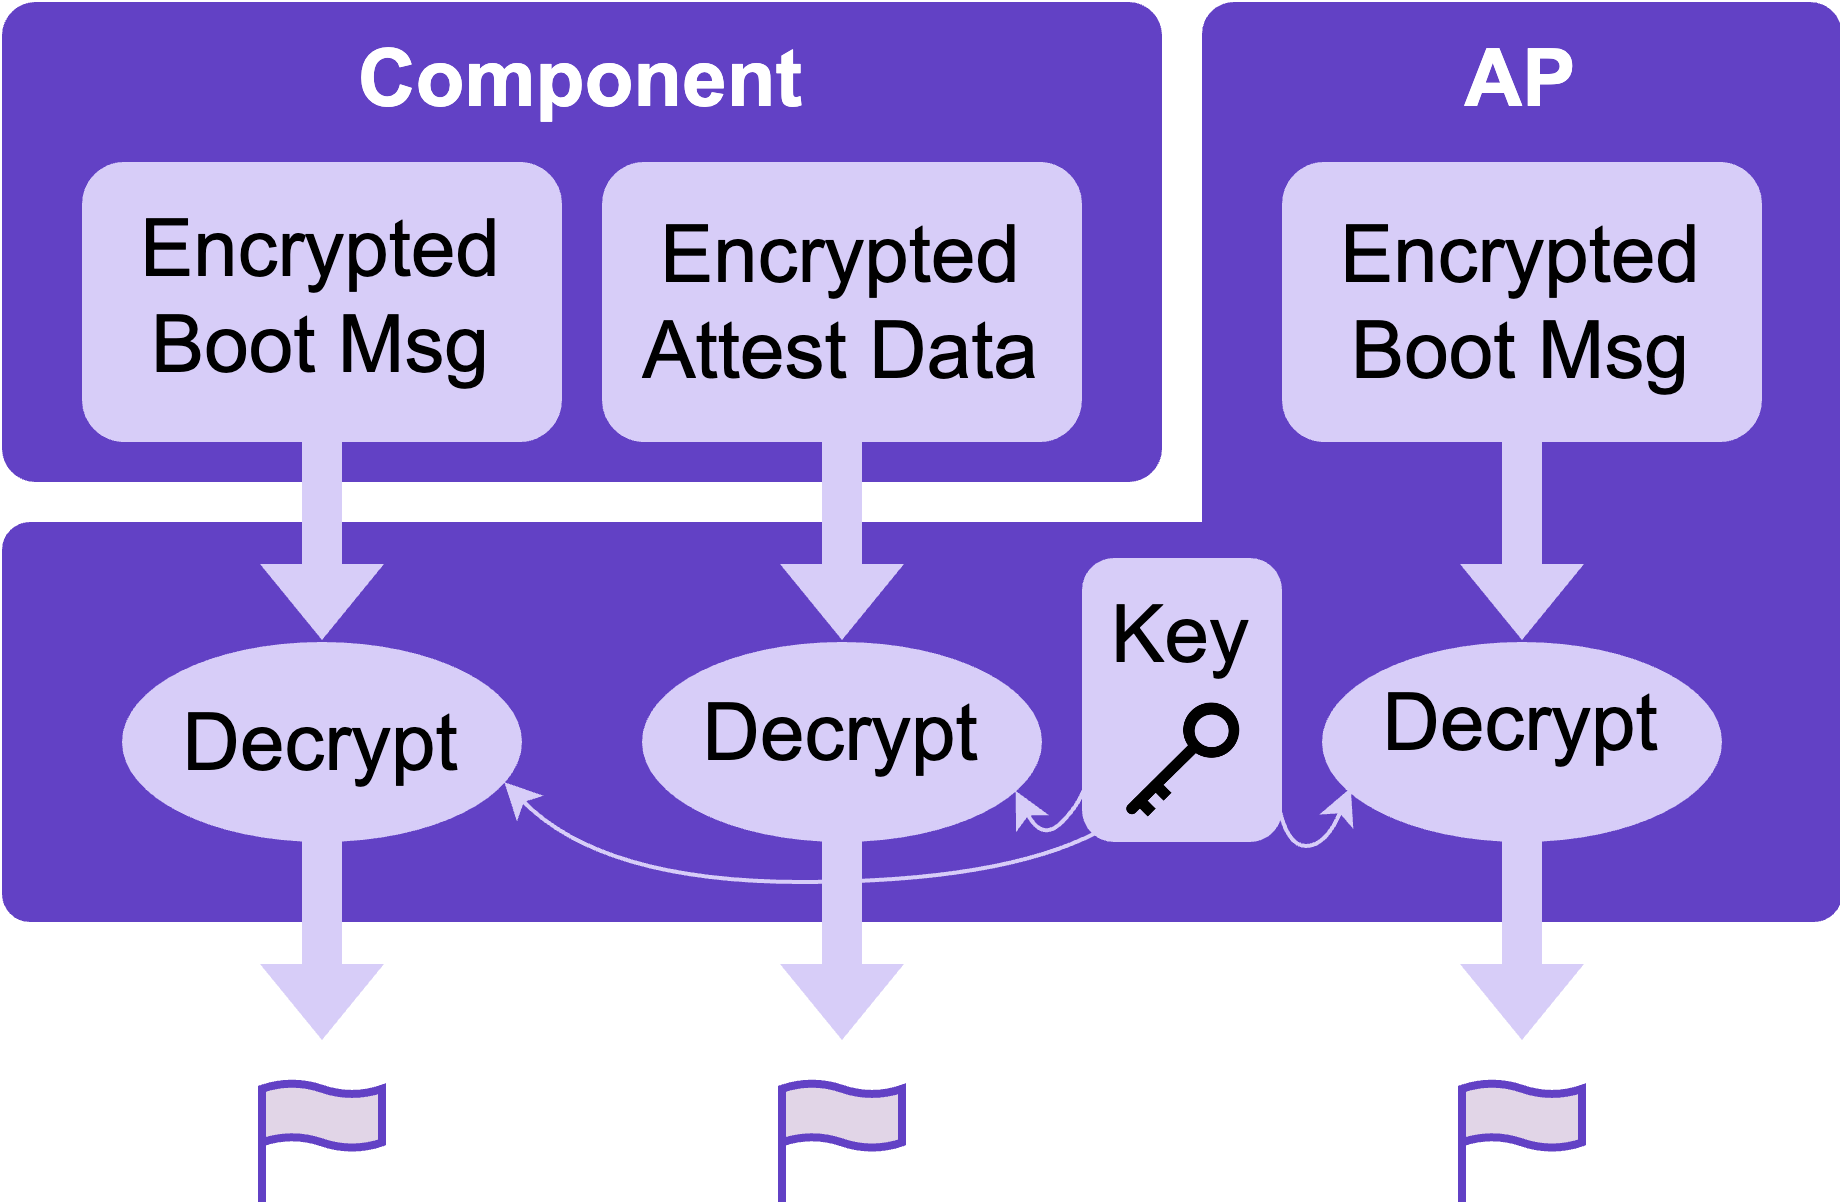 Component
AP
Encrypted
Boot Msg
Encrypted
Attest Data
Encrypted
Boot Msg
Decrypt
Decrypt
Key
Decrypt